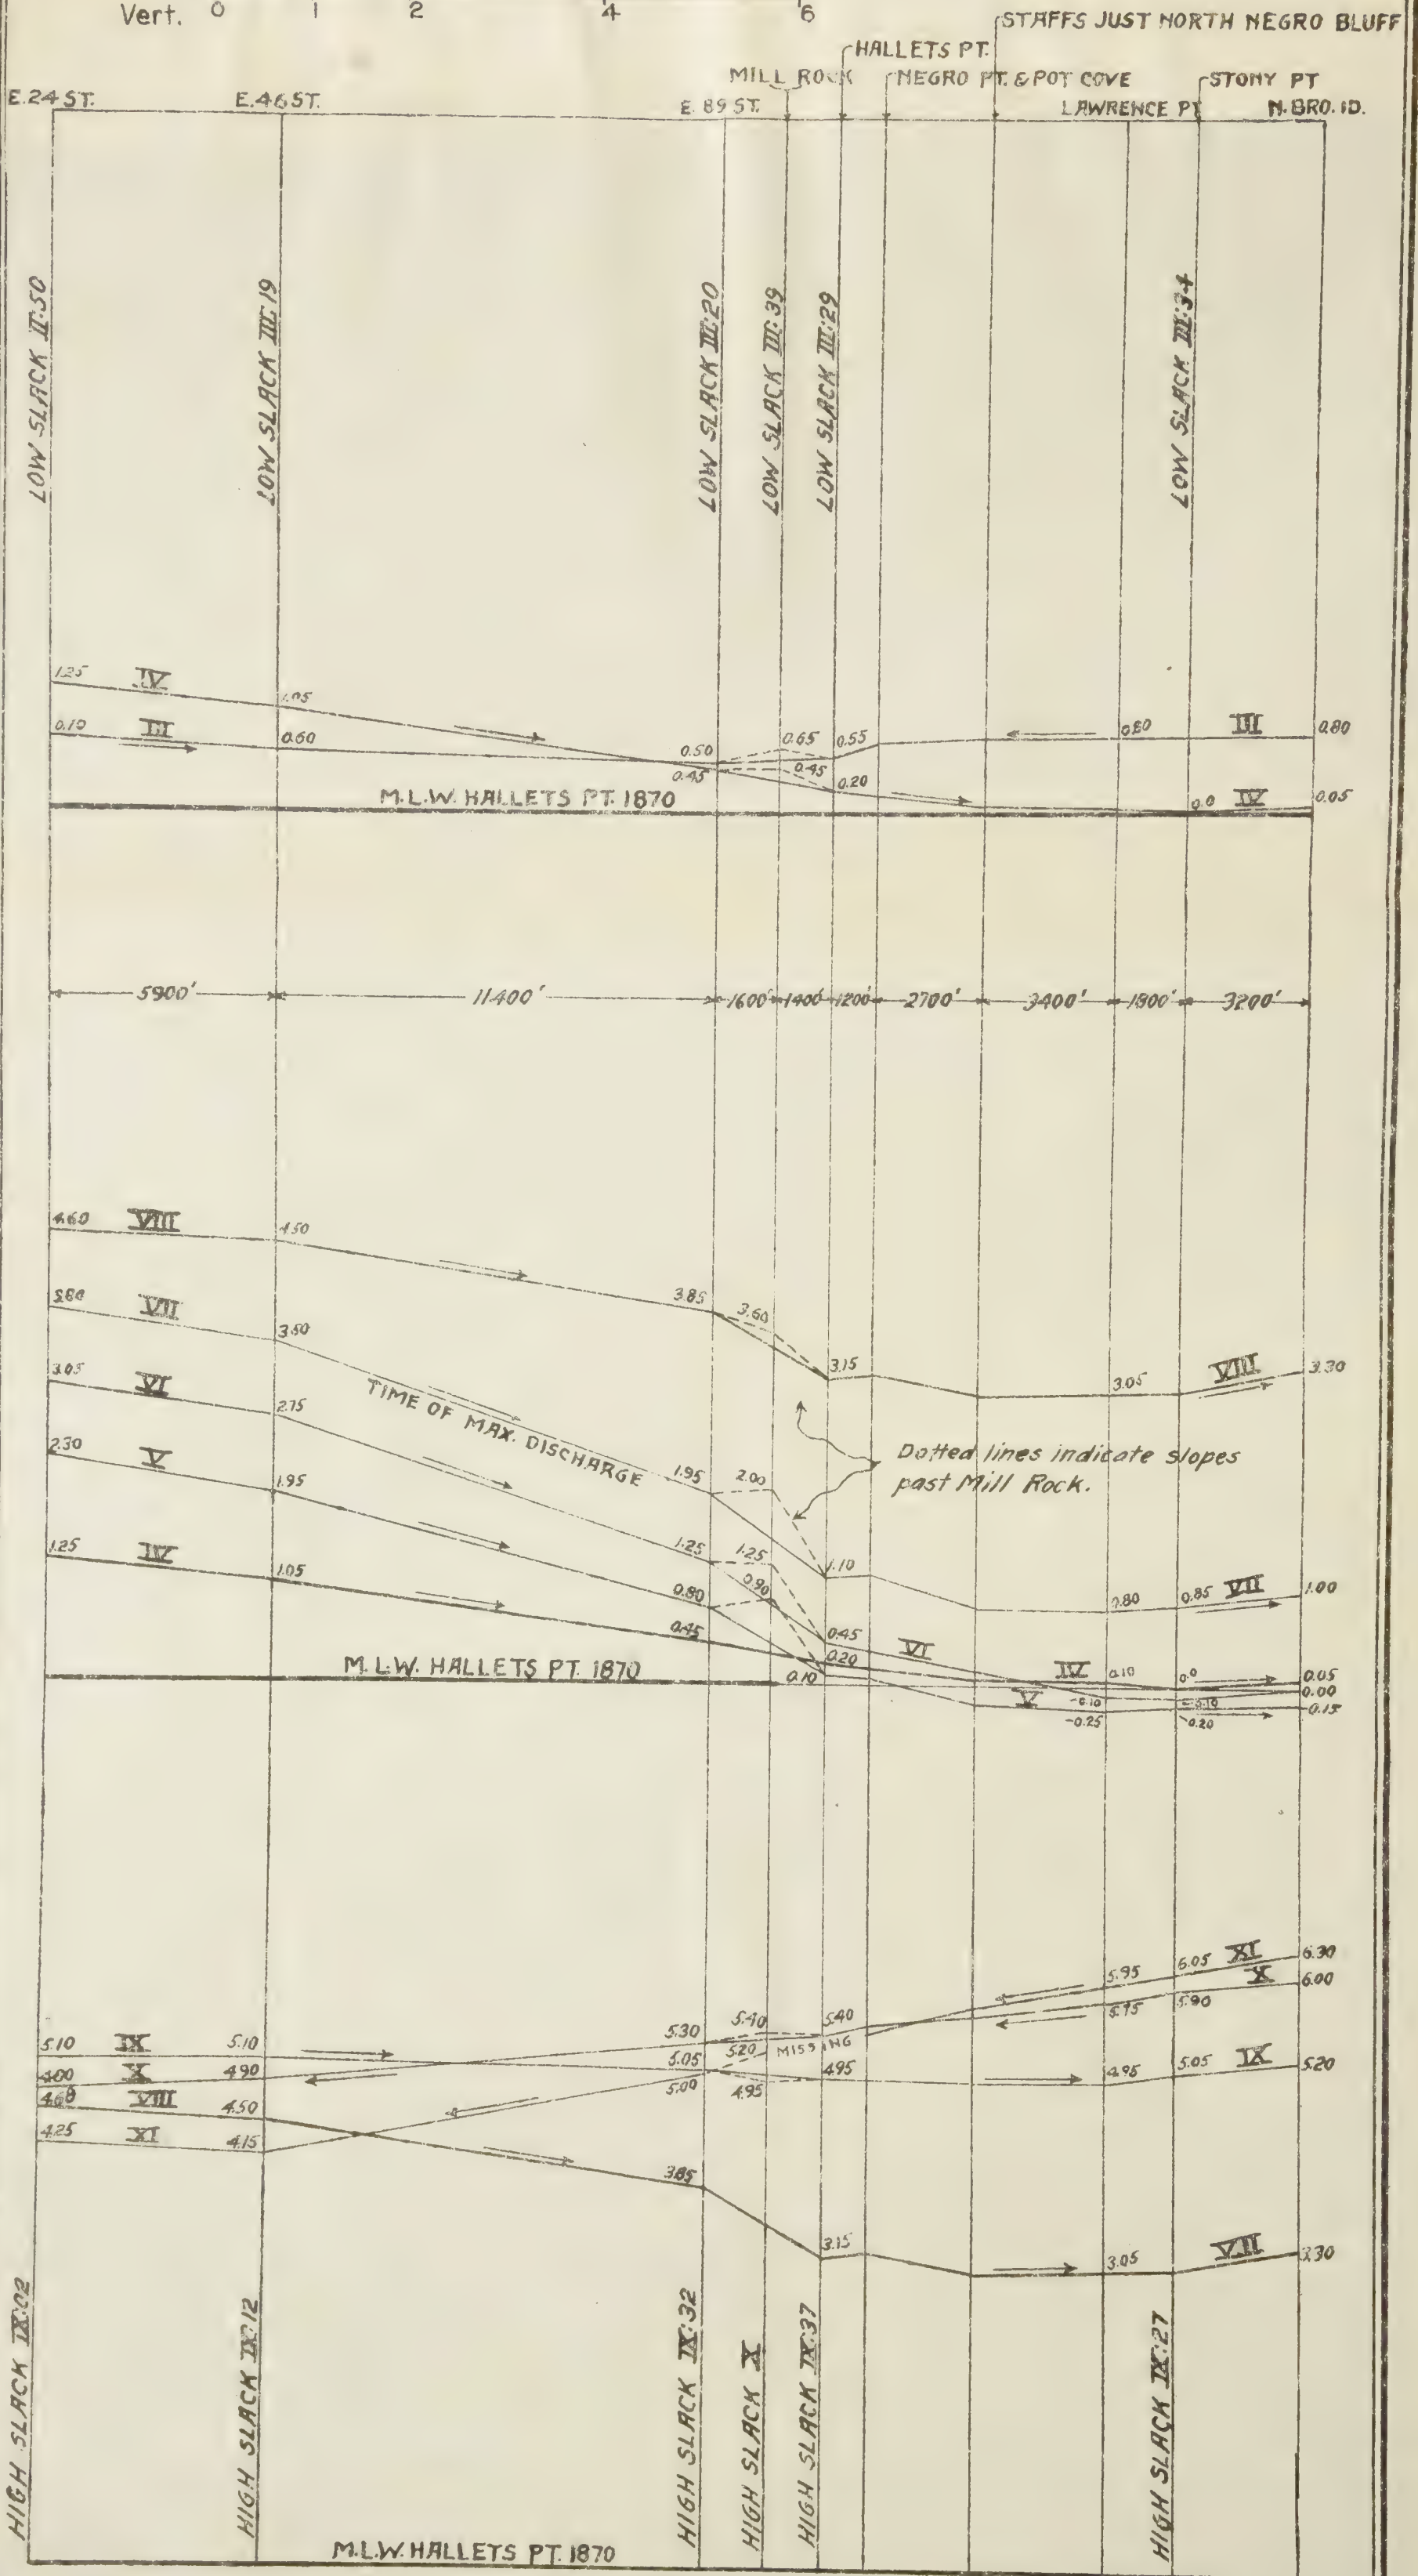 Vert. 0 1 2 4 6
STAFFS JUST NORTH NEGRO BLUFF
HALLETS PT.
MILL ROCK NEGRO PT. & POT COVE STONY PT
E. 24 ST. E. 46 ST. E. 89 ST. LAWRENCE PT N. BRO. ID.
LOW SLACK II:50
LOW SLACK III:19
LOW SLACK III:20
LOW SLACK III:39
LOW SLACK III:29
LOW SLACK III:34
1.25 IV 1.05
0.70 III 0.60 0.50 0.65 0.55 0.80 III 0.80
0.45 0.45 0.20
M.L.W. HALLETS PT. 1870 0.0 IV 0.05
5900' 11400' 1600' 1400' 1200' 2700' 3400' 1800' 3200'
4.60 VIII 4.50 3.85 3.60 3.15 3.05 VIII 3.30
3.80 VII 3.50
TIME OF MAX. DISCHARGE
1.95 2.00 1.10 0.80 0.85 VII 1.00
Dotted lines indicate slopes
past Mill Rock.
3.05 VI 2.75 1.25 1.25 0.45 VI
2.30 V 1.95 0.80 0.90
1.25 IV 1.05 0.45 0.20 IV 0.10 0.0 0.05
M.L.W. HALLETS PT. 1870 0.10 V -0.10 -0.10 0.00
-0.25 -0.20 -0.15
5.95 6.05 XI 6.30
5.75 5.90 X 6.00
5.10 IX 5.10 5.30 5.40 5.40
5.05 5.20 MISSING
X 4.90 5.00 4.95 4.95 4.95 5.05 IX 5.20
4.60 VIII 4.50 3.85 3.15 3.05 VII 3.30
4.25 XI 4.15
HIGH SLACK IX:02
HIGH SLACK IX:12
HIGH SLACK IX:32
HIGH SLACK X
HIGH SLACK IX:37
HIGH SLACK IX:27
M.L.W. HALLETS PT. 1870